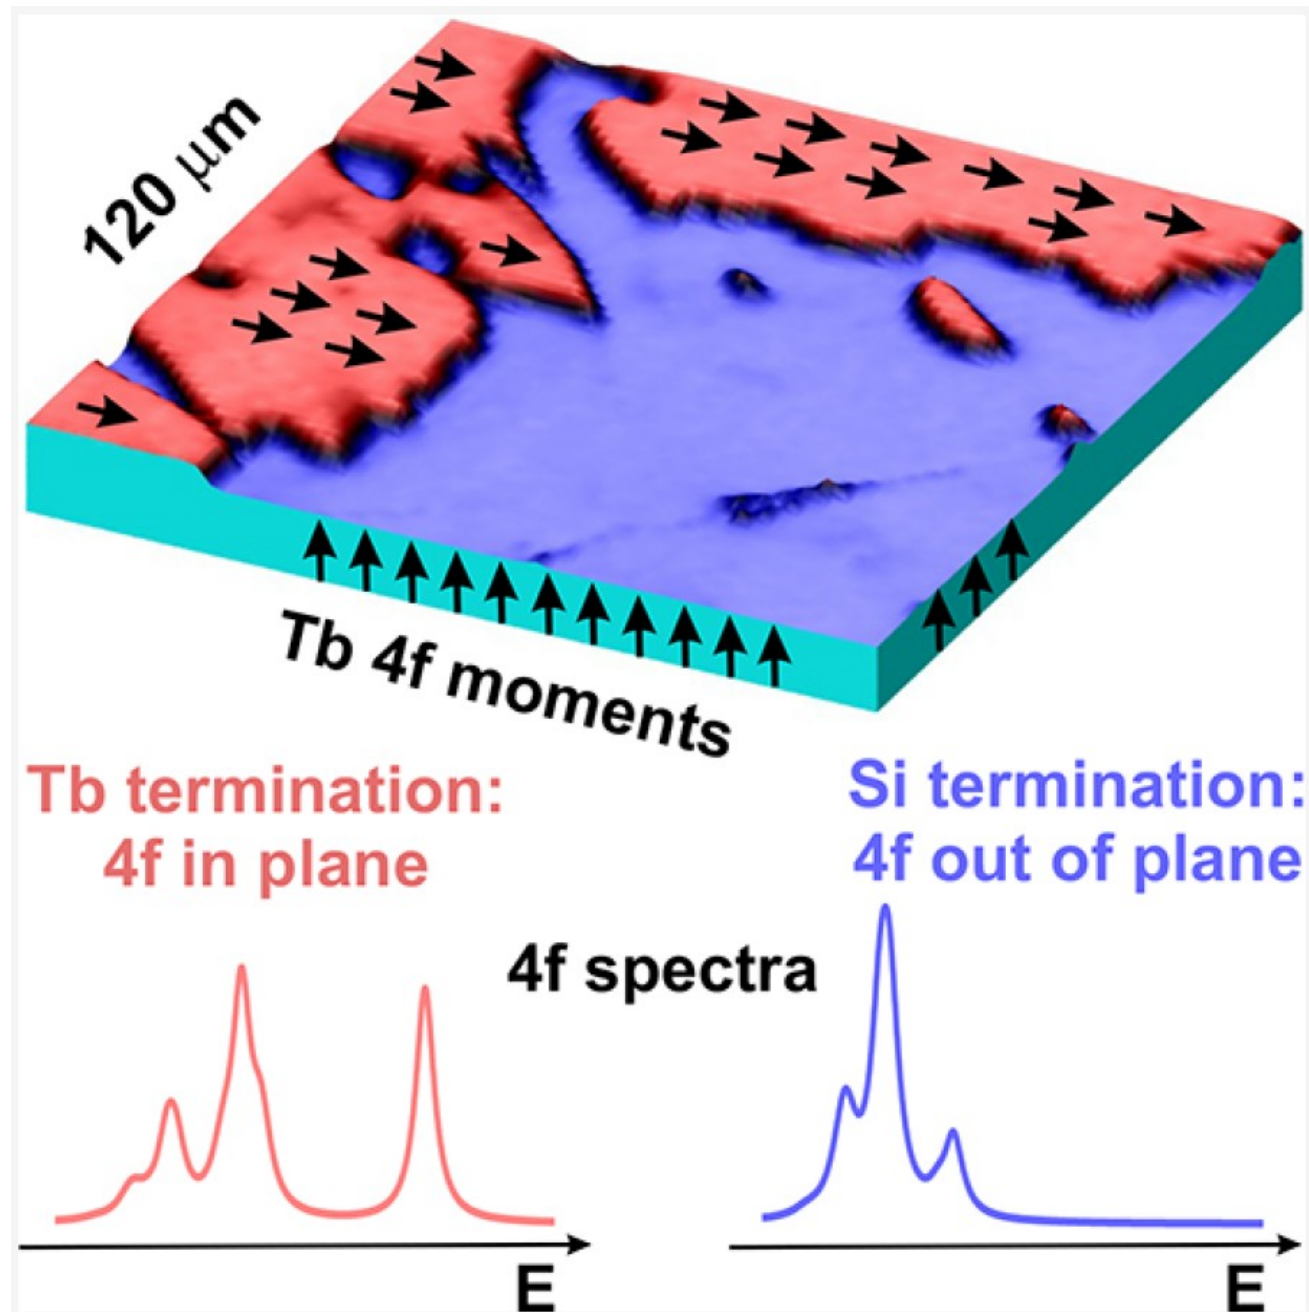 120 μm
Tb 4f moments
Tb termination:
4f in plane
Si termination:
4f out of plane
4f spectra
E
E